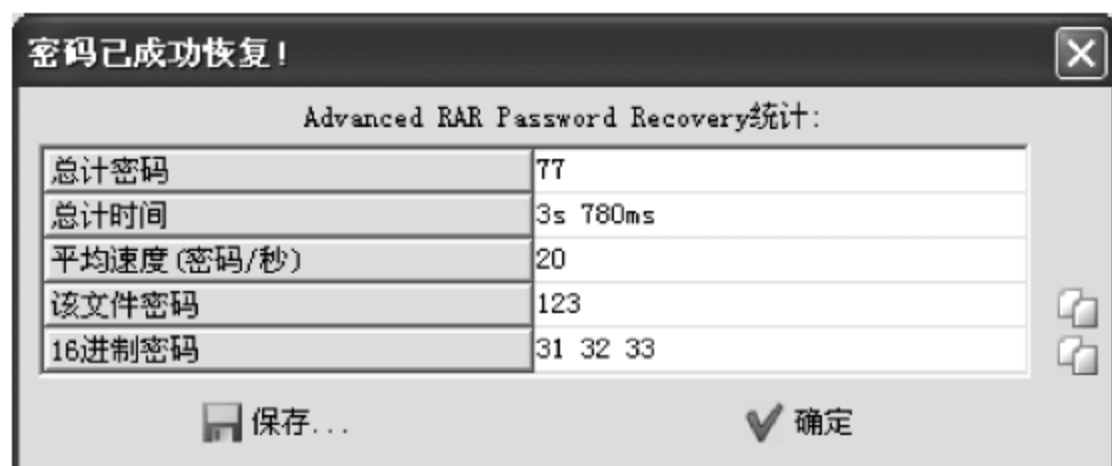 密码已成功恢复!
Advanced RAR Password Recovery统计:
总计密码 77
总计时间 3s 780ms
平均速度(密码/秒) 20
该文件密码 123
16进制密码 31 32 33
保存... 确定